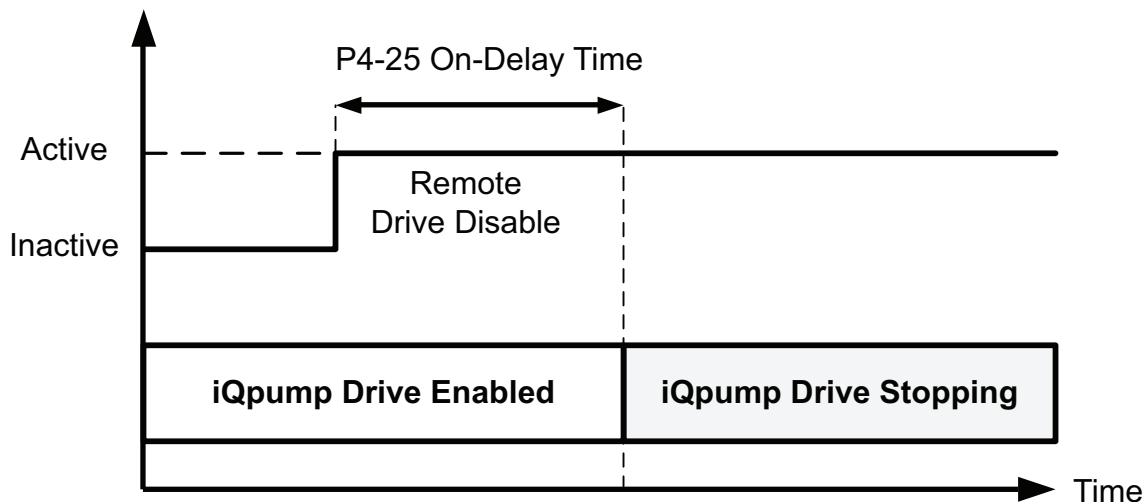 P4-25 On-Delay Time
Active
Remote
Drive Disable
Inactive
iQpump Drive Enabled
iQpump Drive Stopping
Time